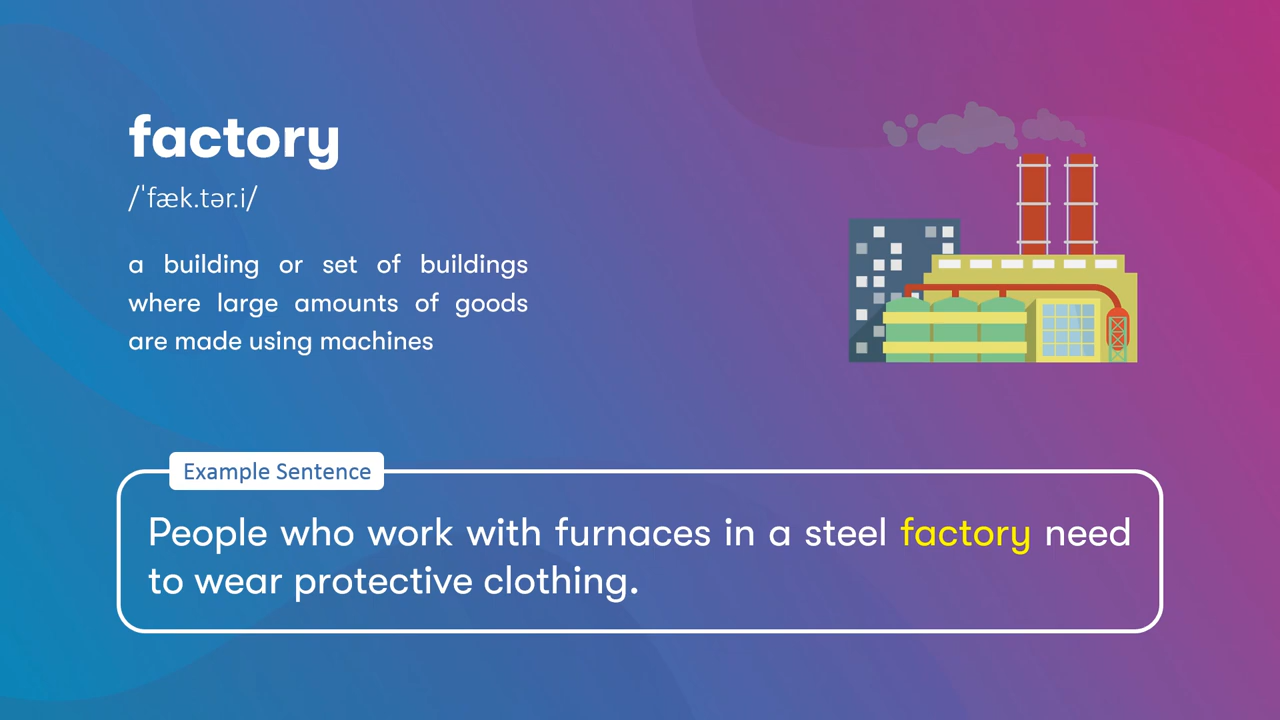 factory
/ˈfæk.tər.i/
a building or set of buildings
where large amounts of goods
are made using machines
Example Sentence
People who work with furnaces in a steel factory need
to wear protective clothing.